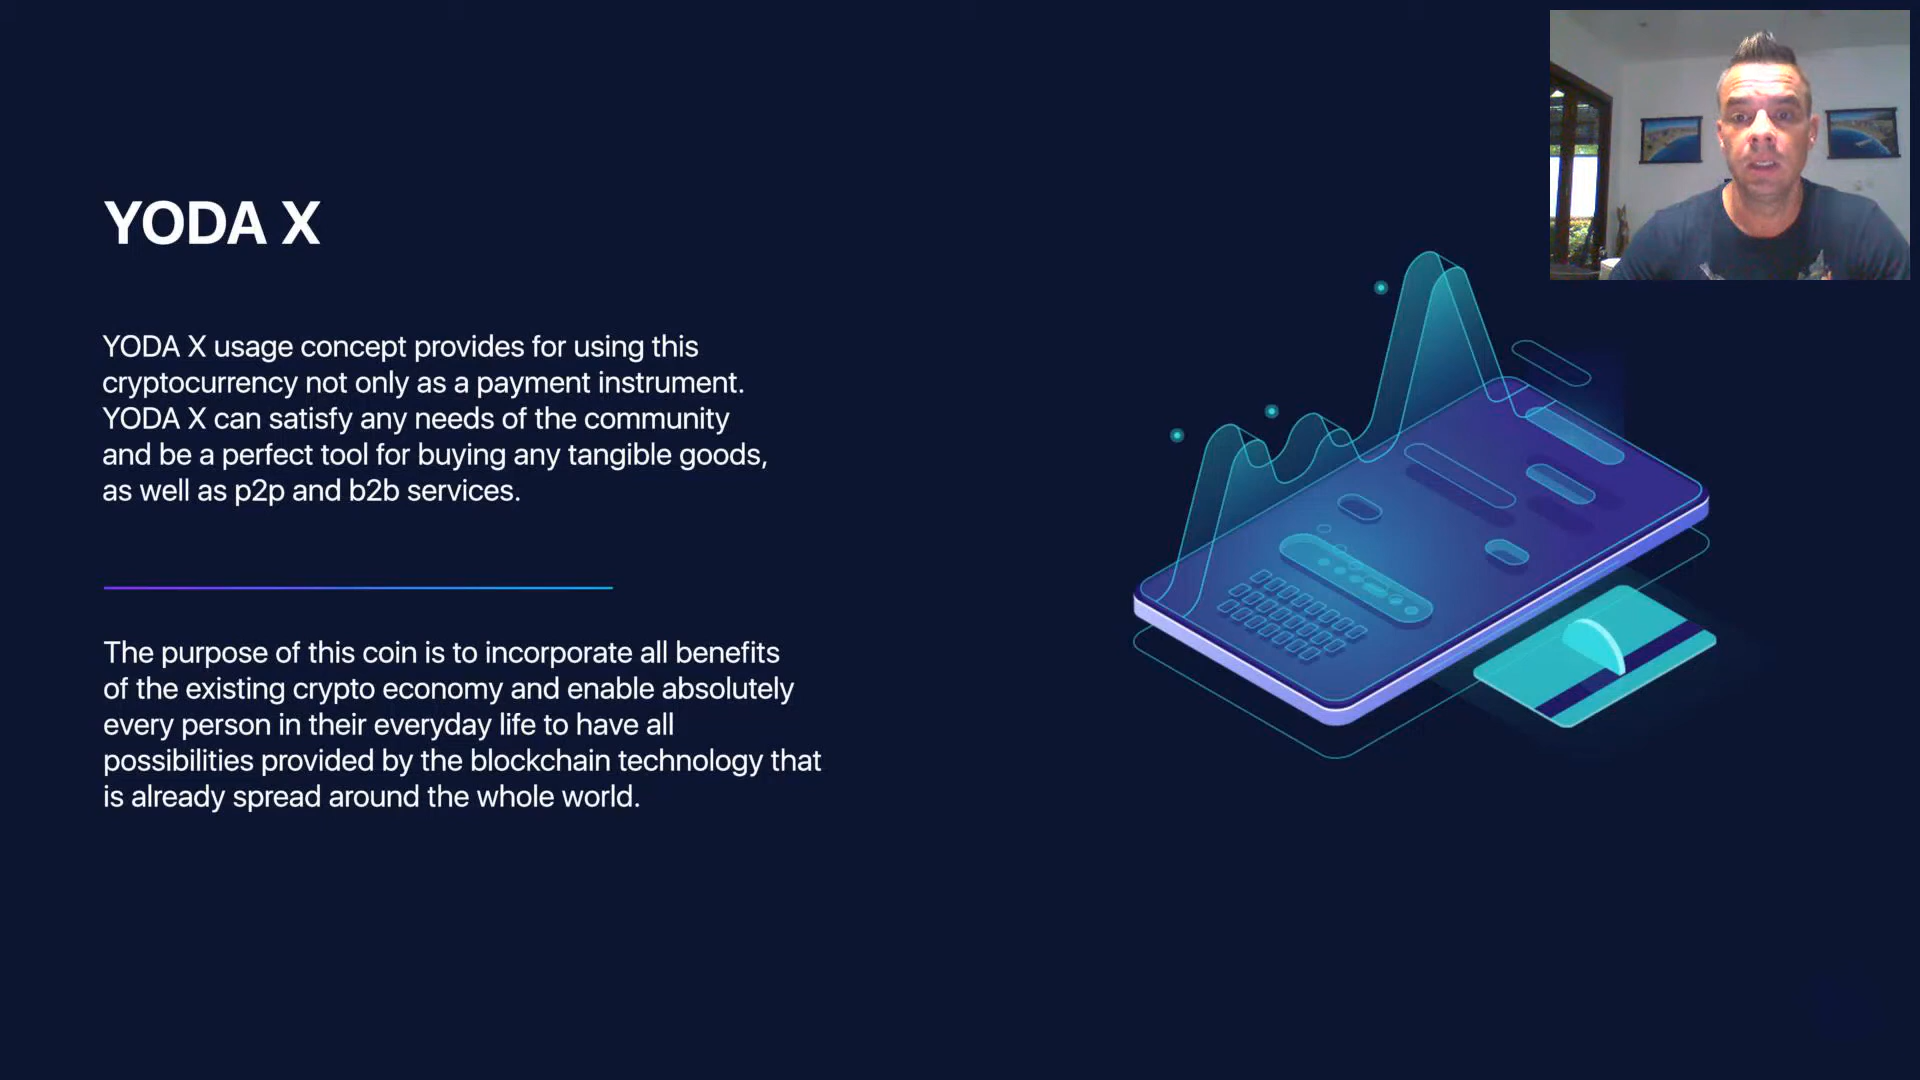 YODA X
YODA X usage concept provides for using this
cryptocurrency not only as a payment instrument.
YODA X can satisfy any needs of the community
and be a perfect tool for buying any tangible goods,
as well as p2p and b2b services.
The purpose of this coin is to incorporate all benefits
of the existing crypto economy and enable absolutely
every person in their everyday life to have all
possibilities provided by the blockchain technology that
is already spread around the whole world.